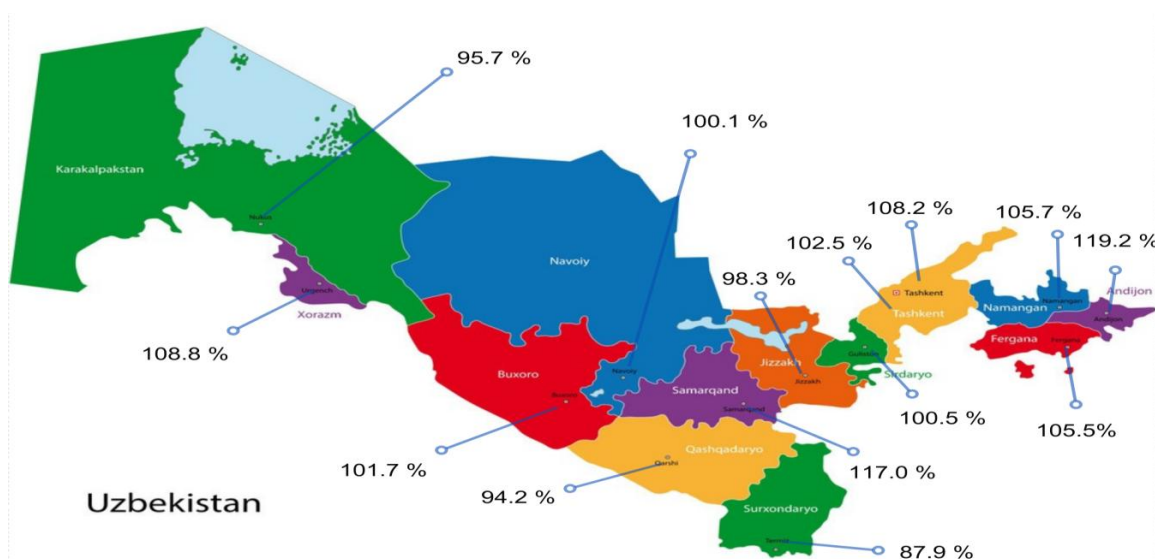 95.7 %
100.1 %
108.2 %
105.7 %
102.5 %
119.2 %
98.3 %
Karakalpakstan
Nukus
Navoiy
Andijon
Tashkent
Namangan
Urgench
Tashkent
Namangan
Andijon
Xorazm
Fergana
Fergana
108.8 %
Gulistan
Jizzakh
Sirdaryo
Buxoro
Navoiy
Jizzakh
Samarqand
Buxoro
Samarqand
100.5 %
105.5%
Qashqadaryo
Qarshi
101.7 %
94.2 %
117.0 %
Uzbekistan
Surxondaryo
Termiz
87.9 %